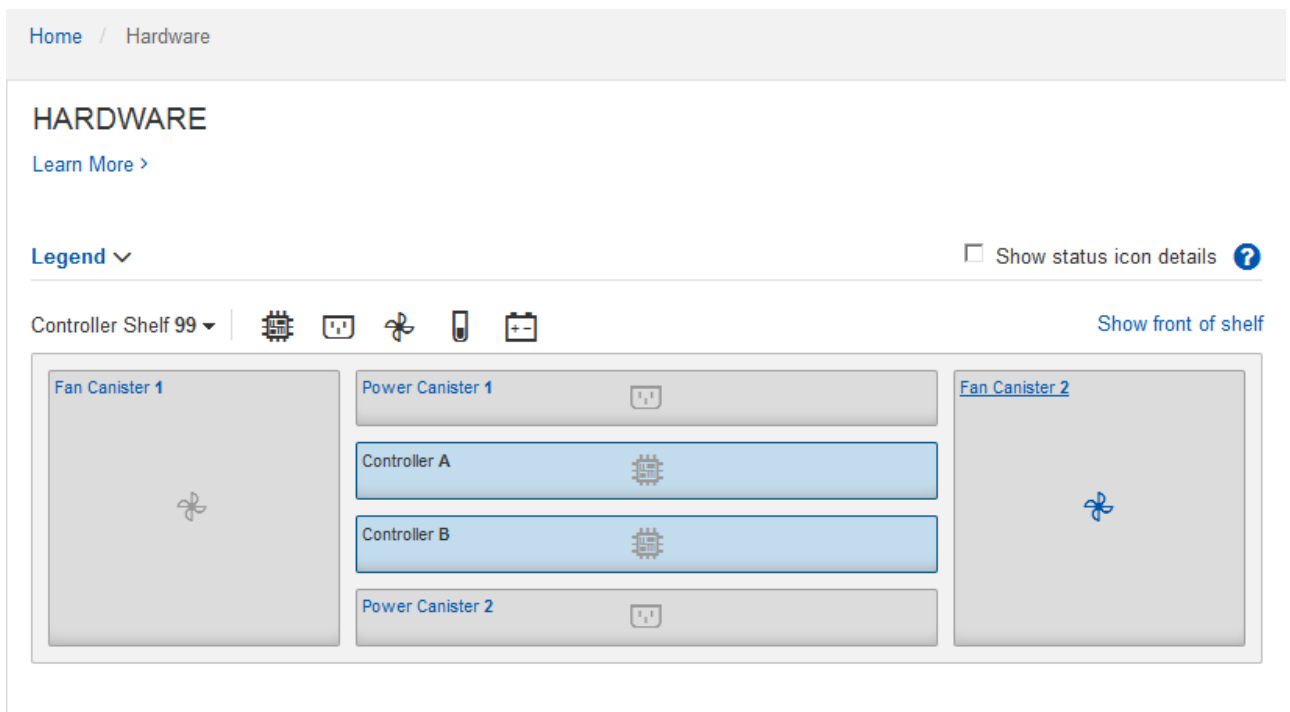 Home / Hardware
HARDWARE
Learn More >
Legend
Show status icon details ?
Controller Shelf 99
Show front of shelf
Fan Canister 1
Power Canister 1
Controller A
Controller B
Power Canister 2
Fan Canister 2